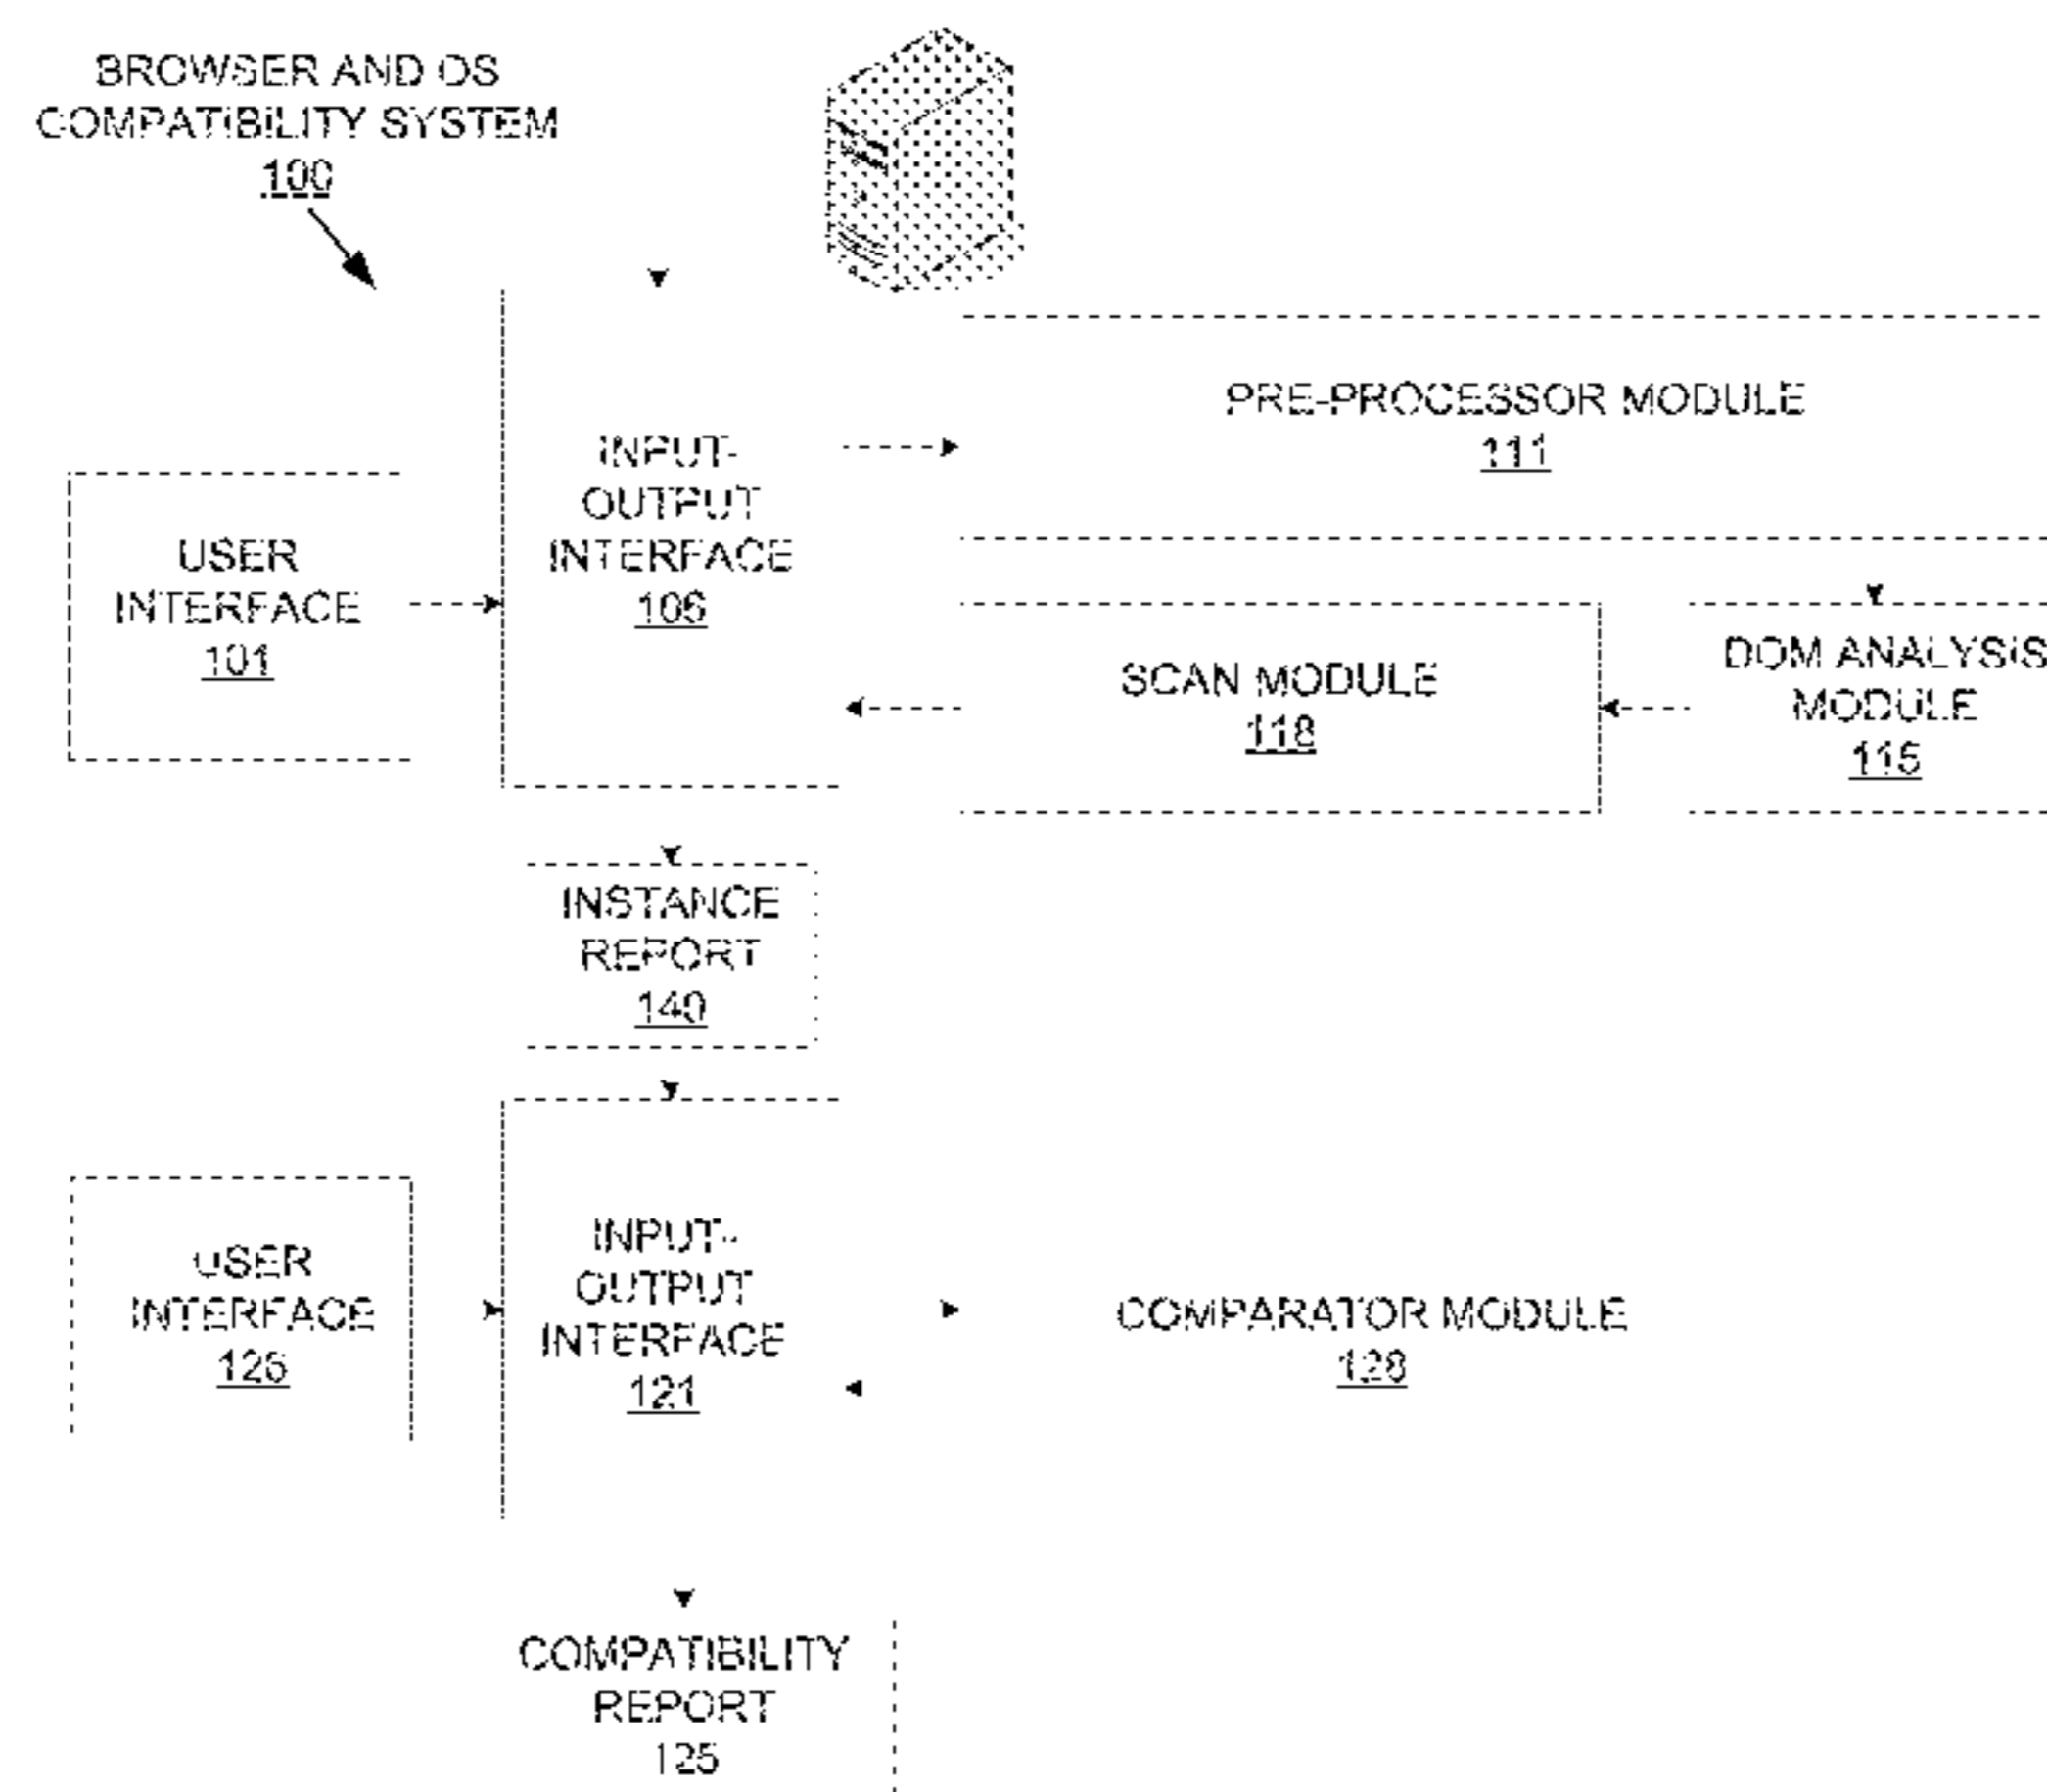 BROWSER AND OS
COMPATIBILITY SYSTEM
100
PRE-PROCESSOR MODULE
111
INPUT-
OUTPUT
INTERFACE
105
USER
INTERFACE
101
SCAN MODULE
118
DOM ANALYSIS
MODULE
115
INSTANCE
REPORT
140
INPUT-
OUTPUT
INTERFACE
121
USER
INTERFACE
126
COMPARATOR MODULE
128
COMPATIBILITY
REPORT
125